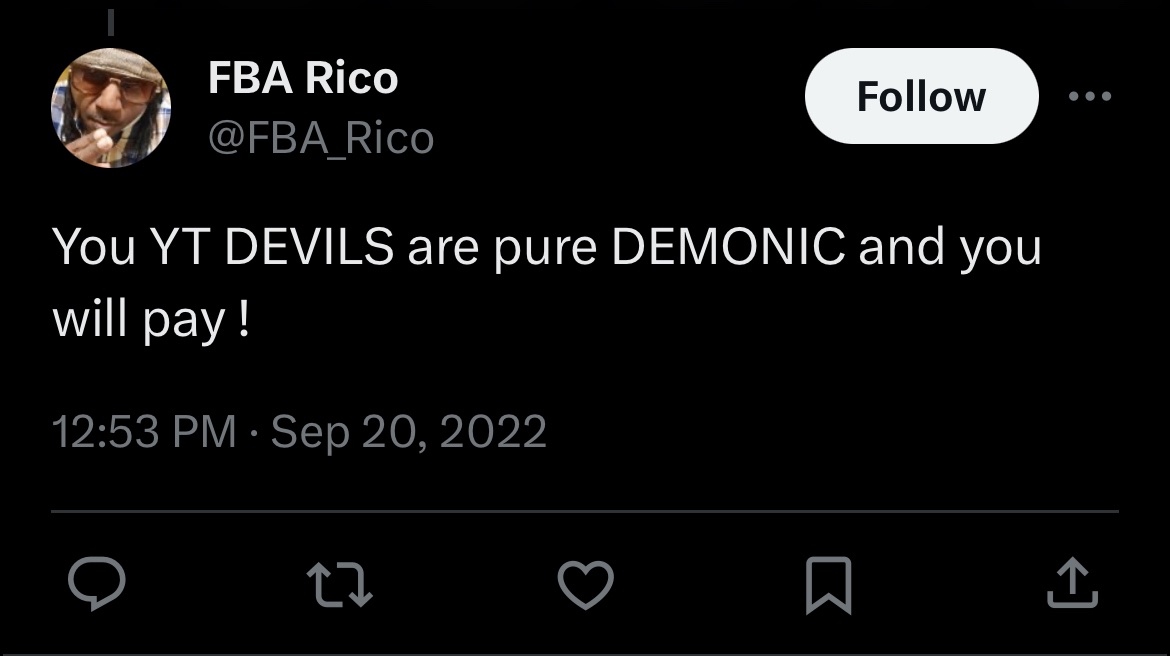 FBA Rico
Follow
@FBA_Rico
You YT DEVILS are pure DEMONIC and you
will pay !
12:53 PM · Sep 20, 2022